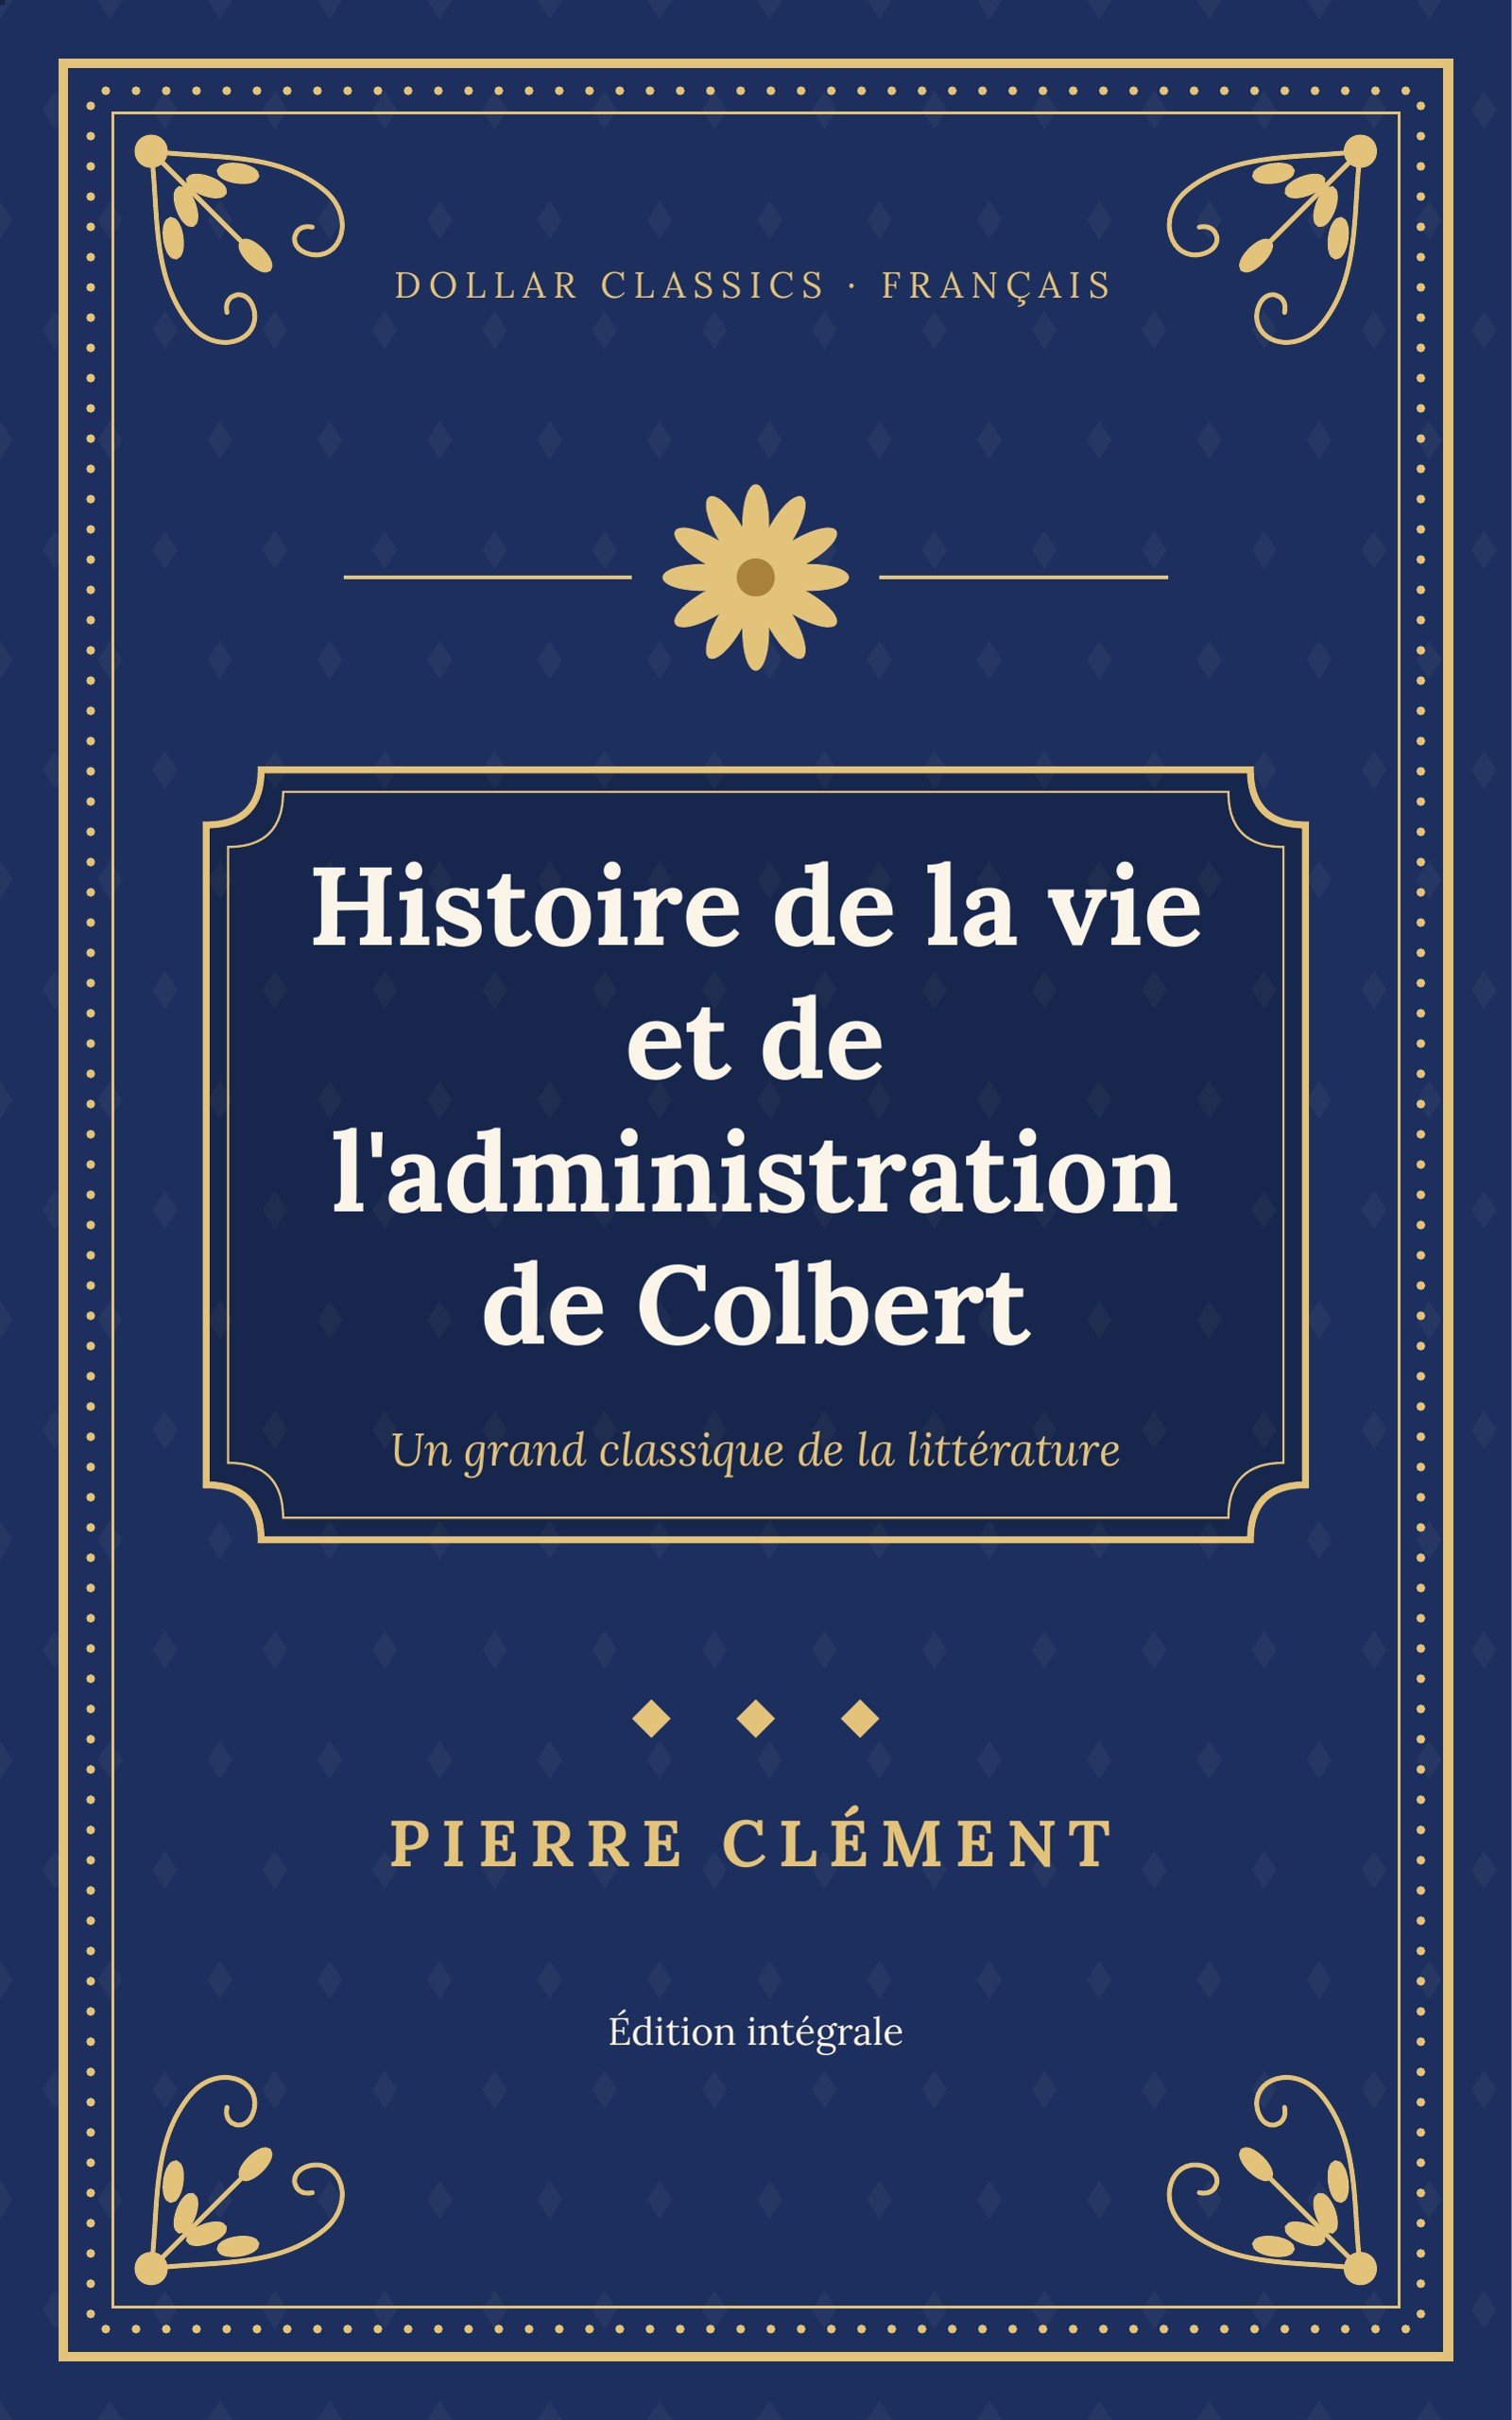 DOLLAR CLASSICS · FRANÇAIS
Histoire de la vie
et de
l'administration
de Colbert
Un grand classique de la littérature
PIERRE CLÉMENT
Édition intégrale